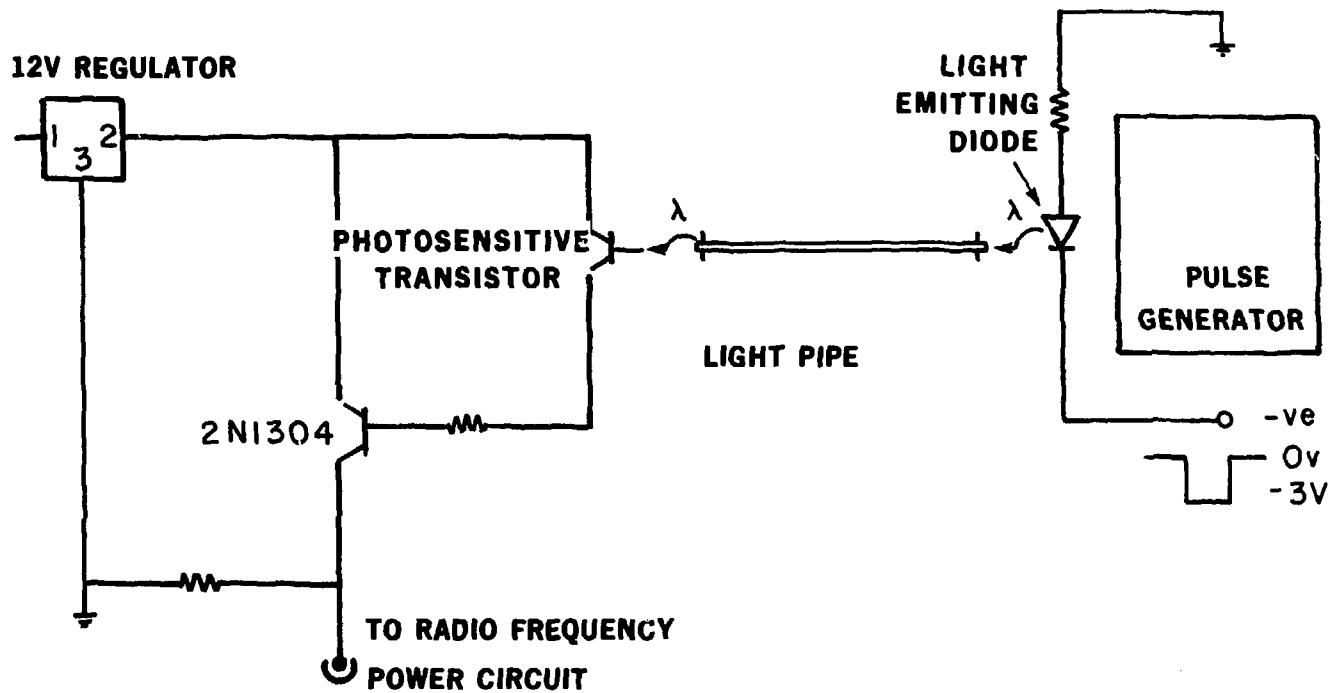 12V REGULATOR
1 2
3
LIGHT
EMITTING
DIODE
λ
λ
PHOTOSENSITIVE
TRANSISTOR
PULSE
GENERATOR
LIGHT PIPE
2N1304
-ve
0v
-3V
TO RADIO FREQUENCY
POWER CIRCUIT